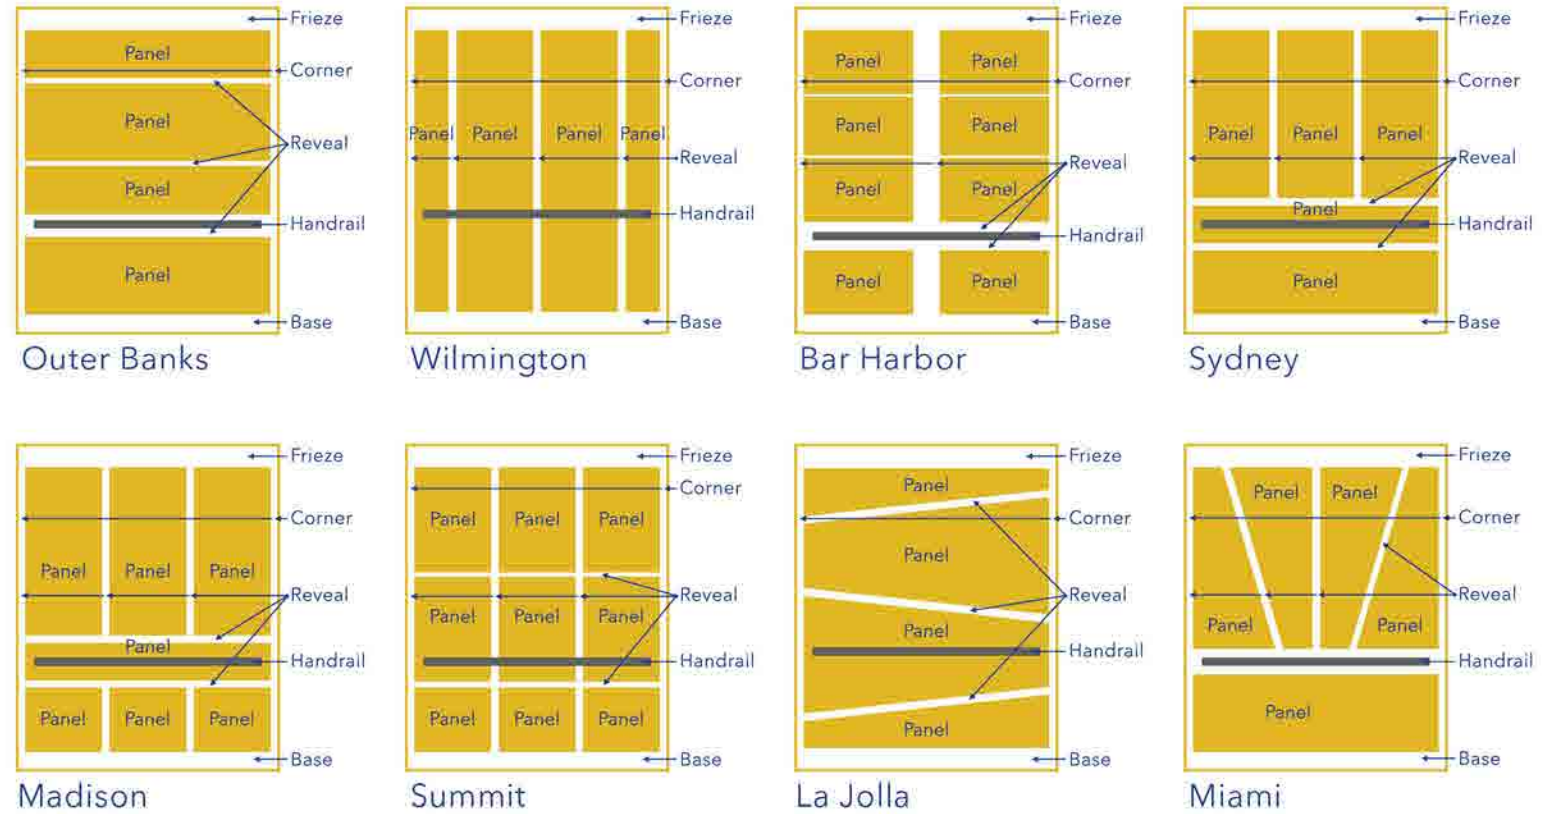 Frieze
Panel
Corner
Panel
Reveal
Panel
Handrail
Panel
Base
Outer Banks
Frieze
Corner
Panel Panel Panel Panel
Reveal
Handrail
Base
Wilmington
Frieze
Panel Panel
Corner
Panel Panel
Reveal
Panel Panel
Handrail
Panel Panel
Base
Bar Harbor
Frieze
Corner
Panel Panel Panel
Reveal
Panel
Handrail
Panel
Base
Sydney
Frieze
Corner
Panel Panel Panel
Reveal
Panel
Handrail
Panel Panel Panel
Base
Madison
Frieze
Corner
Panel Panel Panel
Reveal
Panel Panel Panel
Handrail
Panel Panel Panel
Base
Summit
Frieze
Panel
Corner
Panel
Reveal
Panel
Handrail
Panel
Base
La Jolla
Frieze
Panel Panel
Corner
Reveal
Panel Panel
Handrail
Panel
Base
Miami